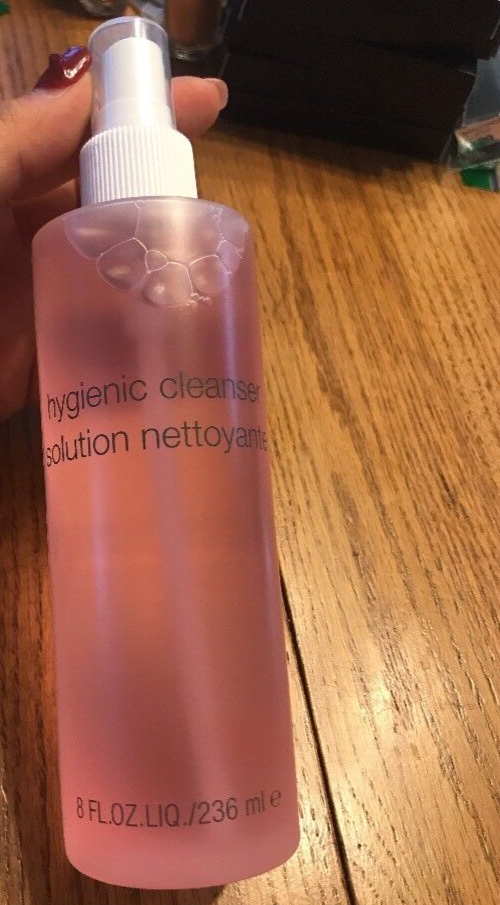 hygienic cleanser
solution nettoyante
8 FL.OZ.LIQ./236 ml e